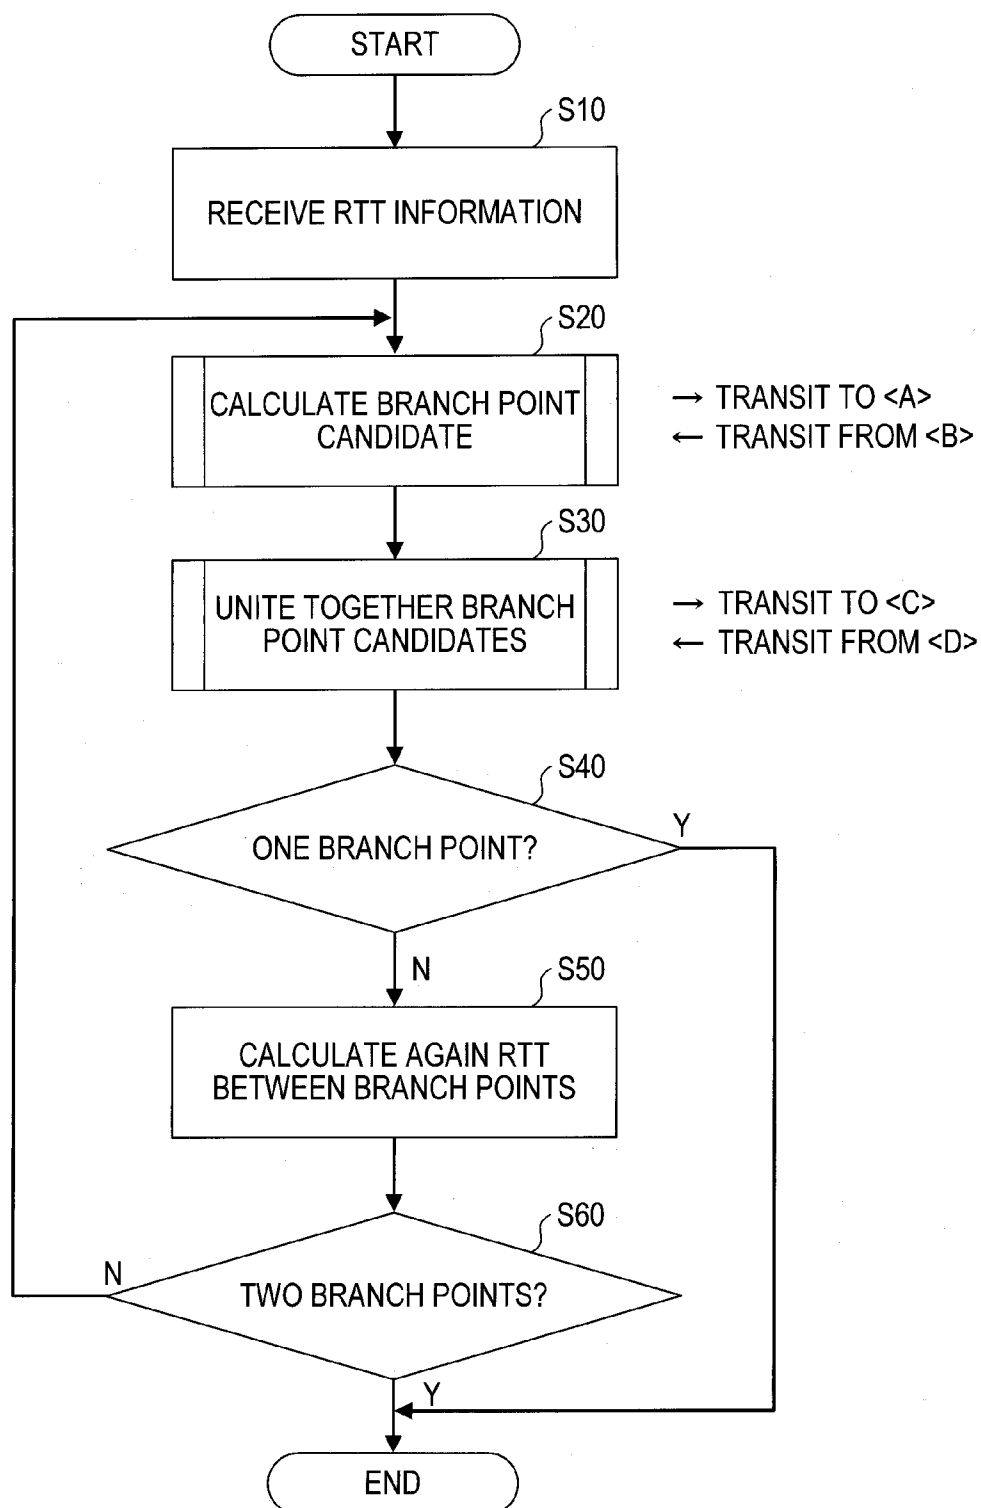 START
S10
RECEIVE RTT INFORMATION
S20
CALCULATE BRANCH POINT
CANDIDATE
→ TRANSIT TO <A>
← TRANSIT FROM <B>
S30
UNITE TOGETHER BRANCH
POINT CANDIDATES
→ TRANSIT TO <C>
← TRANSIT FROM <D>
S40
ONE BRANCH POINT?
Y
N
S50
CALCULATE AGAIN RTT
BETWEEN BRANCH POINTS
S60
N
TWO BRANCH POINTS?
Y
END